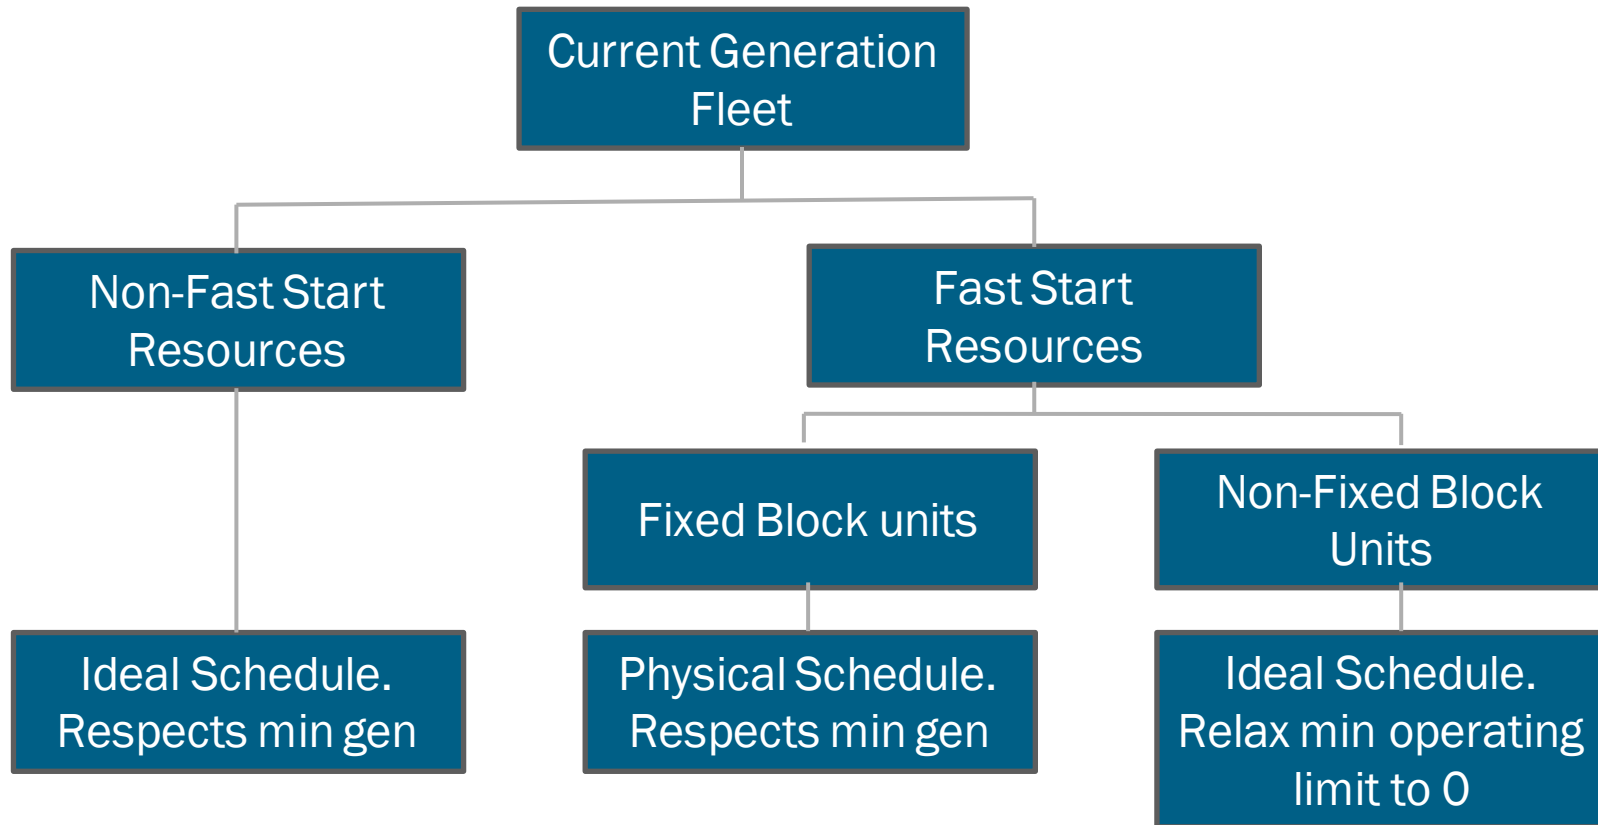 Current Generation
Fleet
Non-Fast Start
Resources
Fast Start
Resources
Fixed Block units
Non-Fixed Block
Units
Ideal Schedule.
Respects min gen
Physical Schedule.
Respects min gen
Ideal Schedule.
Relax min operating
limit to 0